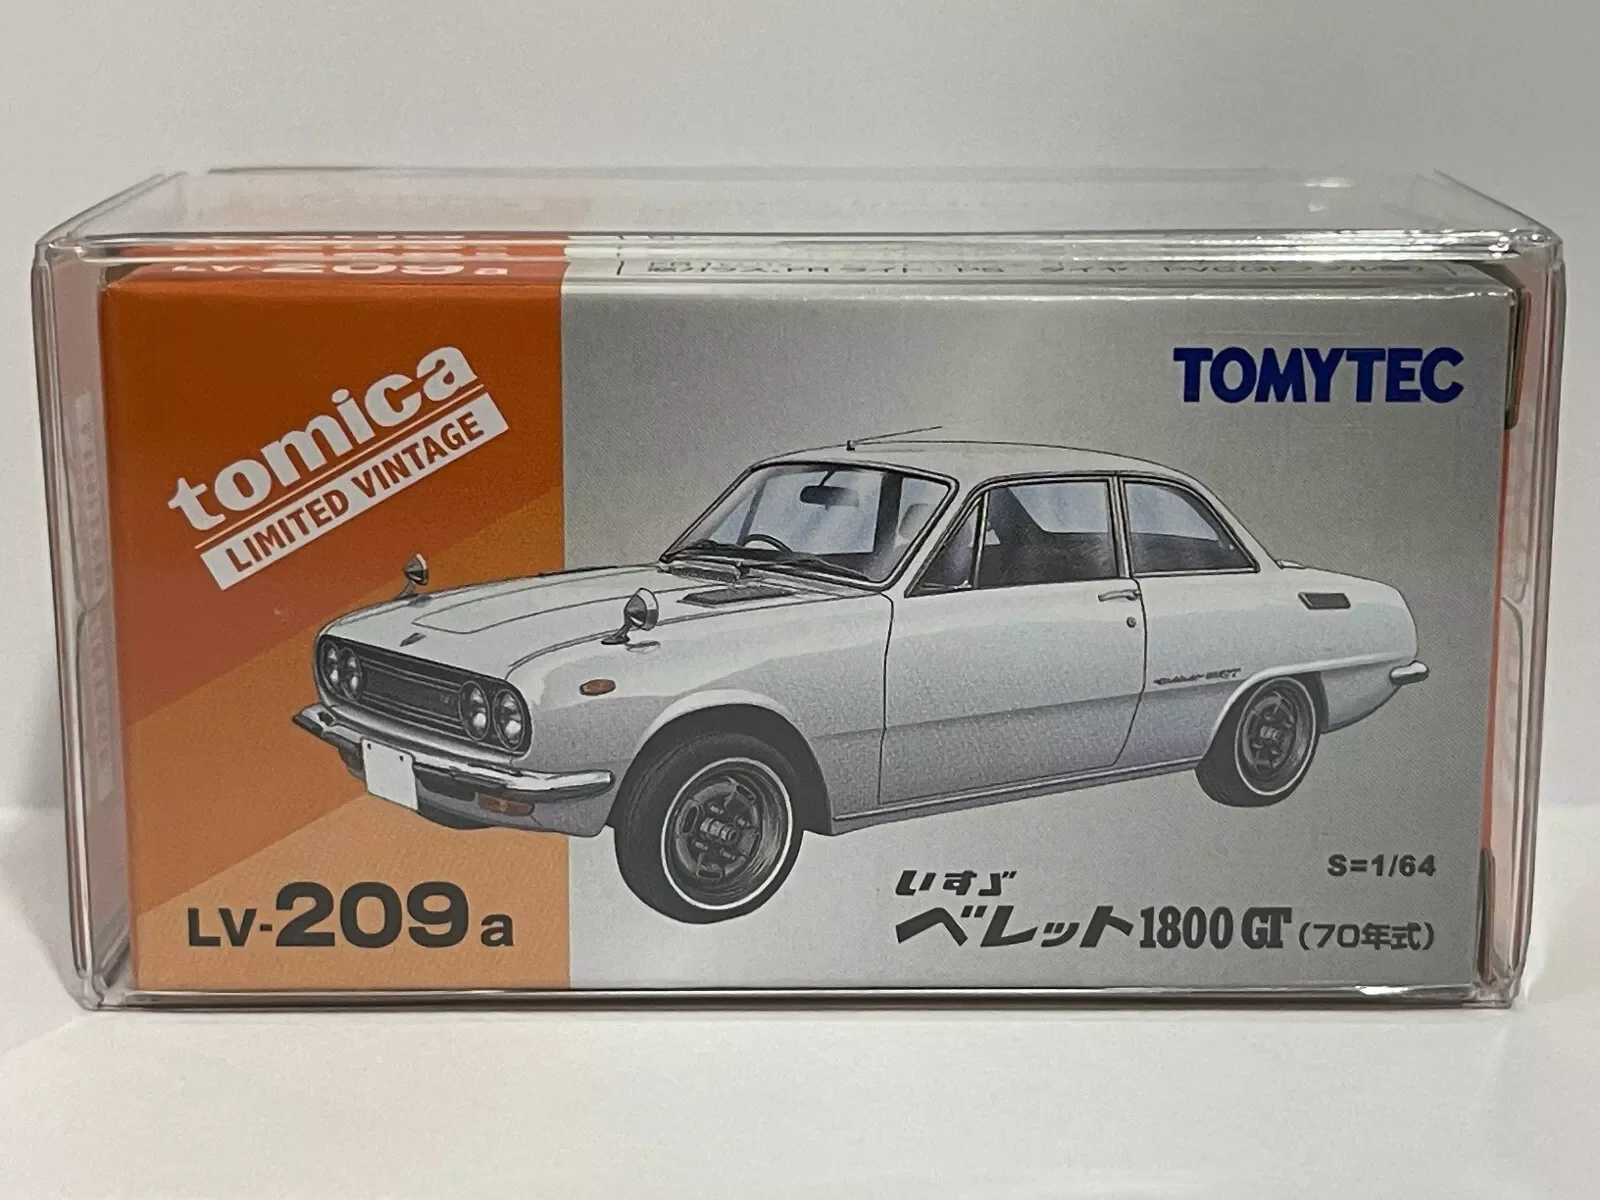 LV-209a
tomica
LIMITED VINTAGE
TOMYTEC
S=1/64
いすゞ
ベレット1800GT(70年式)
LV-209a